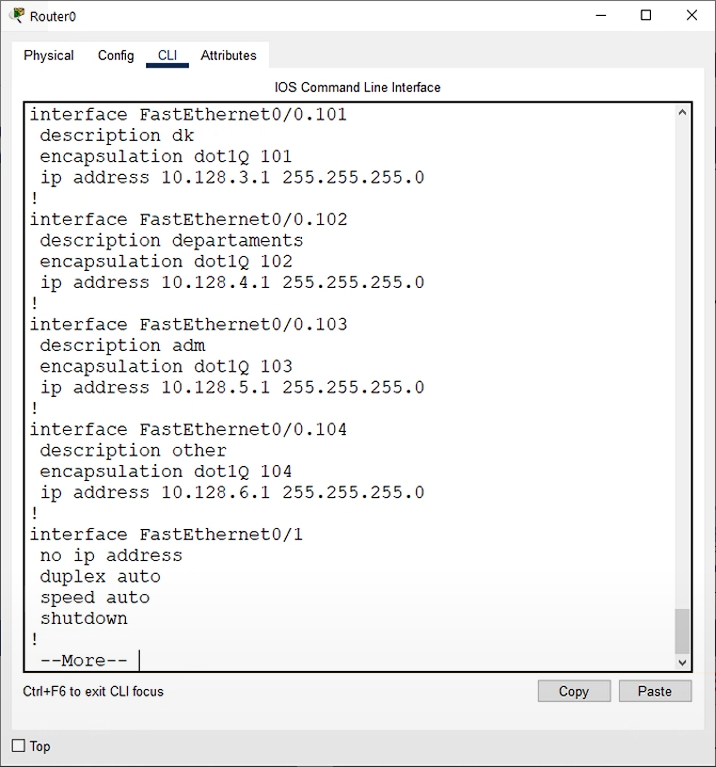 Router0
Physical Config CLI Attributes
IOS Command Line Interface
interface FastEthernet0/0.101
 description dk
 encapsulation dot1Q 101
 ip address 10.128.3.1 255.255.255.0
!
interface FastEthernet0/0.102
 description departaments
 encapsulation dot1Q 102
 ip address 10.128.4.1 255.255.255.0
!
interface FastEthernet0/0.103
 description adm
 encapsulation dot1Q 103
 ip address 10.128.5.1 255.255.255.0
!
interface FastEthernet0/0.104
 description other
 encapsulation dot1Q 104
 ip address 10.128.6.1 255.255.255.0
!
interface FastEthernet0/1
 no ip address
 duplex auto
 speed auto
 shutdown
!
 --More--
Ctrl+F6 to exit CLI focus Copy Paste
Top